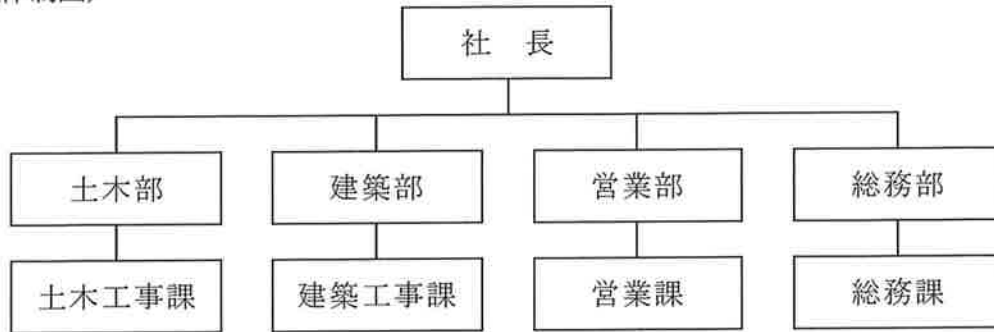 社 長
土木部 建築部 営業部 総務部
土木工事課 建築工事課 営業課 総務課